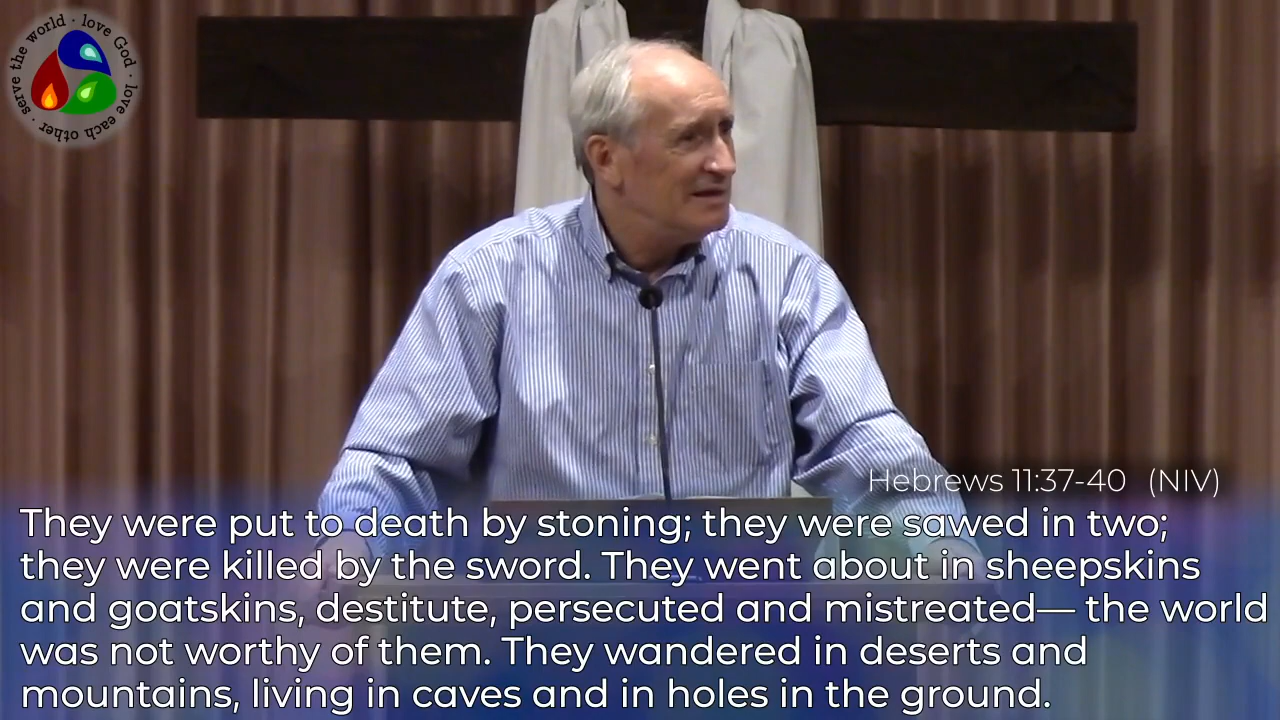 serve the world · love God · love each other ·
Hebrews 11:37-40 (NIV)
They were put to death by stoning; they were sawed in two;
they were killed by the sword. They went about in sheepskins
and goatskins, destitute, persecuted and mistreated— the world
was not worthy of them. They wandered in deserts and
mountains, living in caves and in holes in the ground.